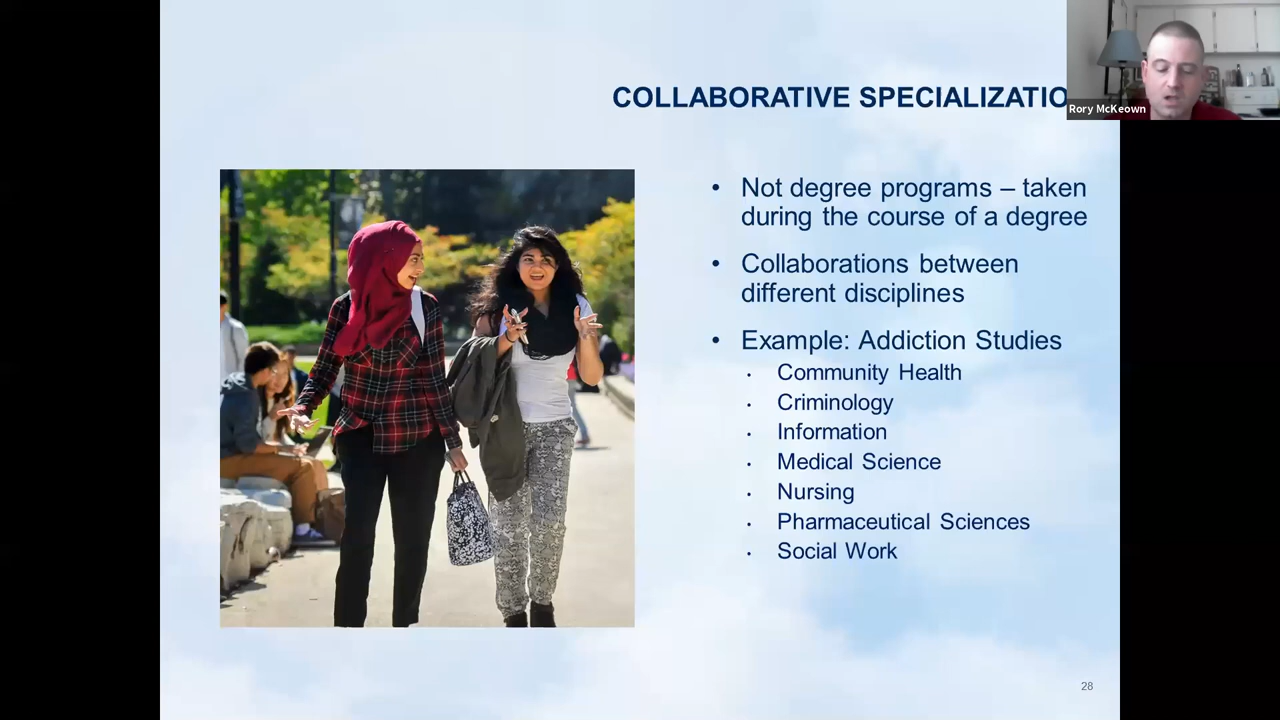 COLLABORATIVE SPECIALIZATIO
Rory McKeown
• Not degree programs – taken
during the course of a degree
• Collaborations between
different disciplines
• Example: Addiction Studies
• Community Health
• Criminology
• Information
• Medical Science
• Nursing
• Pharmaceutical Sciences
• Social Work
28